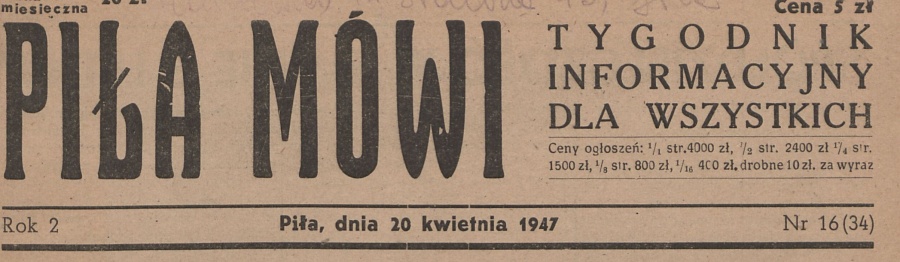 miesięczna
Cena 5 zł
PIŁA MÓWI
TYGODNIK
INFORMACYJNY
DLA WSZYSTKICH
Ceny ogłoszeń: ¹/₁ str.4000 zł, ¹/₂ str. 2400 zł ¹/₄ str.
1500 zł, ¹/₈ str. 800 zł, ¹/₁₆ 400 zł. drobne 10 zł. za wyraz
Rok 2
Piła, dnia 20 kwietnia 1947
Nr 16(34)